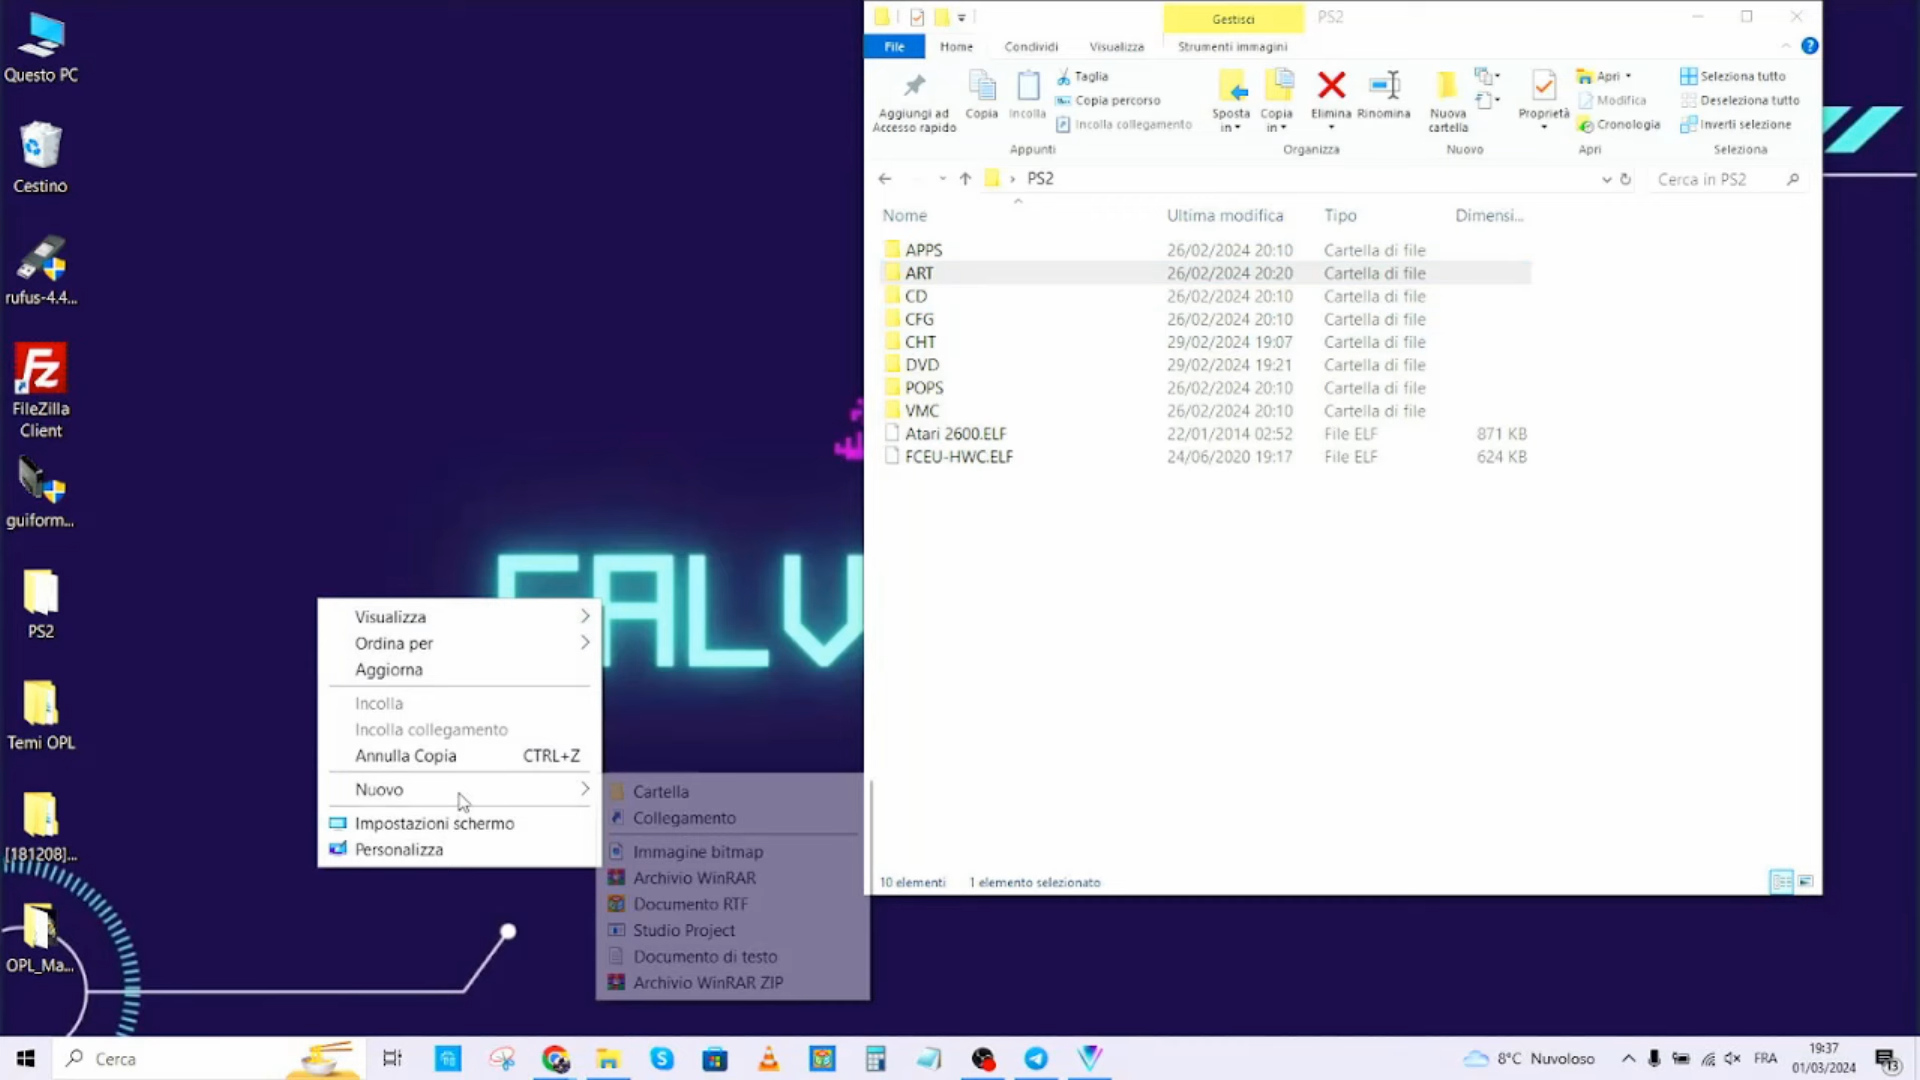 Questo PC
Cestino
rufus-4.4...
FileZilla
Client
guiform...
PS2
Temi OPL
[181208]...
OPL_Ma...
Gestisci
PS2
File
Home
Condividi
Visualizza
Strumenti immagini
Aggiungi ad
Accesso rapido
Copia
Incolla
Taglia
Copia percorso
Incolla collegamento
Appunti
Sposta
in
Copia
in
Elimina
Rinomina
Organizza
Nuova
cartella
Nuovo
Proprietà
Apri
Modifica
Cronologia
Apri
Seleziona tutto
Deseleziona tutto
Inverti selezione
Seleziona
PS2
Cerca in PS2
Nome Ultima modifica Tipo Dimensi...
APPS 26/02/2024 20:10 Cartella di file
ART 26/02/2024 20:20 Cartella di file
CD 26/02/2024 20:10 Cartella di file
CFG 26/02/2024 20:10 Cartella di file
CHT 29/02/2024 19:07 Cartella di file
DVD 29/02/2024 19:21 Cartella di file
POPS 26/02/2024 20:10 Cartella di file
VMC 26/02/2024 20:10 Cartella di file
Atari 2600.ELF 22/01/2014 02:52 File ELF 871 KB
FCEU-HWC.ELF 24/06/2020 19:17 File ELF 624 KB
10 elementi 1 elemento selezionato
Visualizza
Ordina per
Aggiorna
Incolla
Incolla collegamento
Annulla Copia CTRL+Z
Nuovo
Impostazioni schermo
Personalizza
Cartella
Collegamento
Immagine bitmap
Archivio WinRAR
Documento RTF
Studio Project
Documento di testo
Archivio WinRAR ZIP
Cerca
8°C Nuvoloso
FRA
19:37
01/03/2024
13